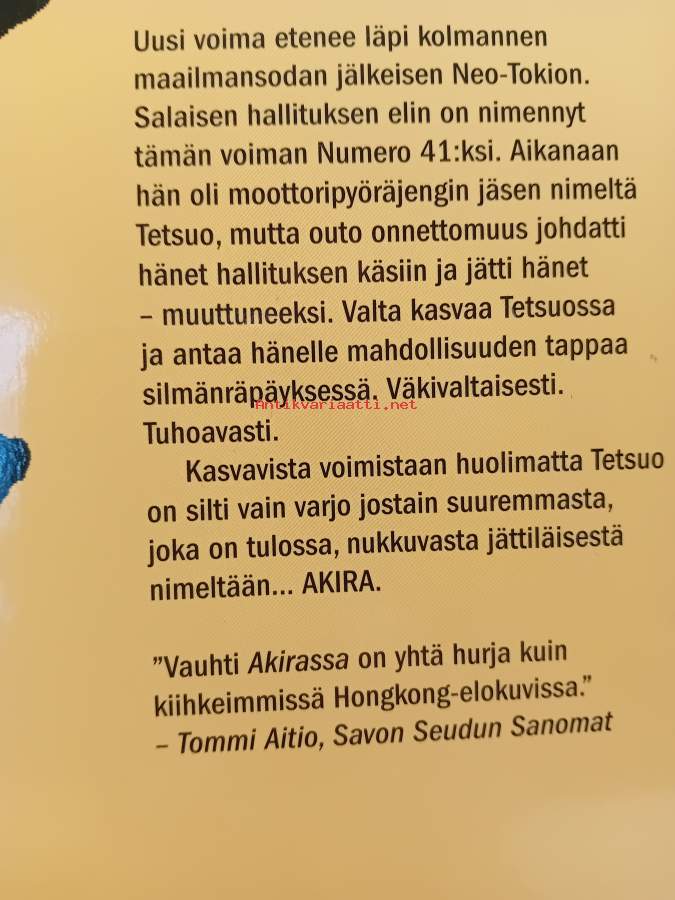 Uusi voima etenee läpi kolmannen
maailmansodan jälkeisen Neo-Tokion.
Salaisen hallituksen elin on nimennyt
tämän voiman Numero 41:ksi. Aikanaan
hän oli moottoripyöräjengin jäsen nimeltä
Tetsuo, mutta outo onnettomuus johdatti
hänet hallituksen käsiin ja jätti hänet
– muuttuneeksi. Valta kasvaa Tetsuossa
ja antaa hänelle mahdollisuuden tappaa
silmänräpäyksessä. Väkivaltaisesti.
Antikvariaatti.net
Tuhoavasti.
Kasvavista voimistaan huolimatta Tetsuo
on silti vain varjo jostain suuremmasta,
joka on tulossa, nukkuvasta jättiläisestä
nimeltään... AKIRA.
”Vauhti Akirassa on yhtä hurja kuin
kiihkeimmissä Hongkong-elokuvissa.”
– Tommi Aitio, Savon Seudun Sanomat